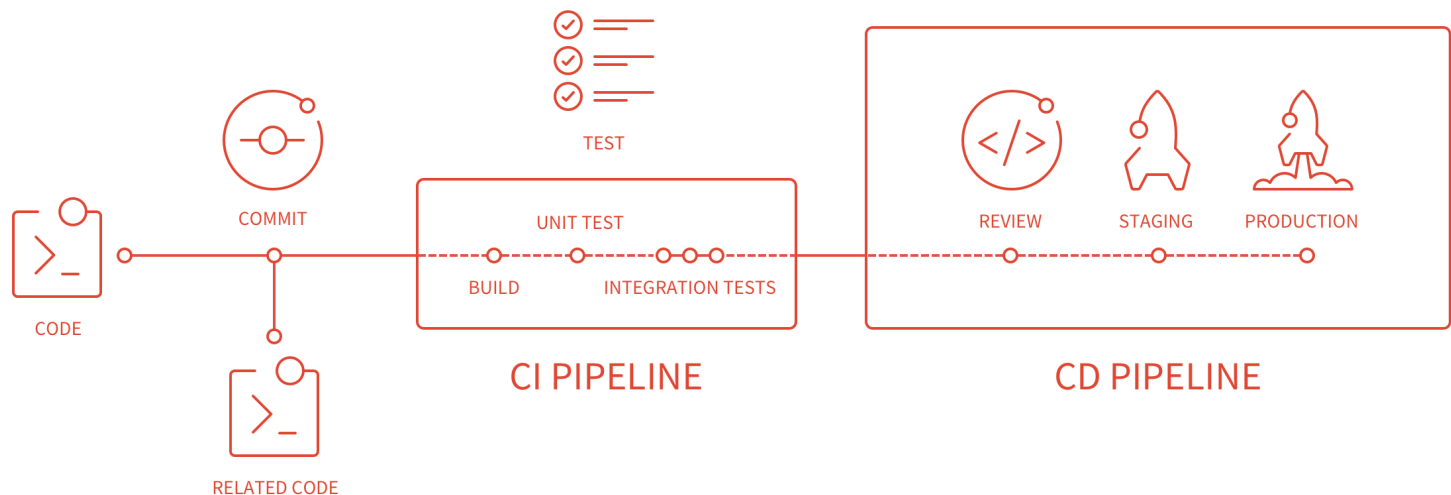 TEST
COMMIT
UNIT TEST
REVIEW
STAGING
PRODUCTION
BUILD
INTEGRATION TESTS
CODE
CI PIPELINE
CD PIPELINE
RELATED CODE